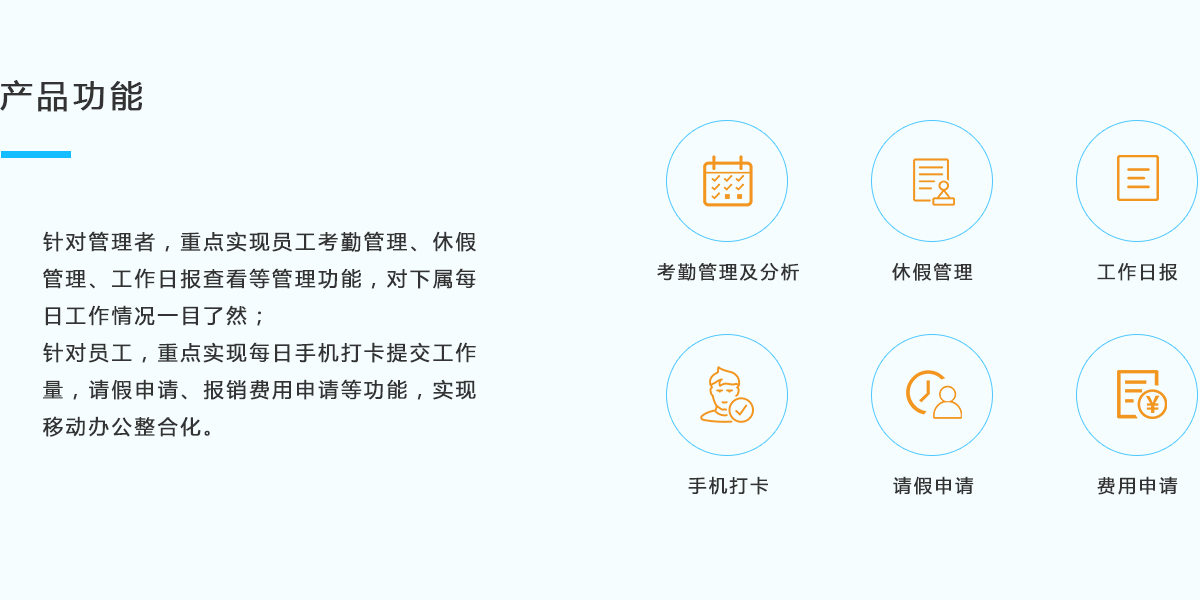 产品功能
针对管理者，重点实现员工考勤管理、休假
管理、工作日报查看等管理功能，对下属每
日工作情况一目了然；
针对员工，重点实现每日手机打卡提交工作
量，请假申请、报销费用申请等功能，实现
移动办公整合化。
考勤管理及分析
休假管理
工作日报
手机打卡
请假申请
¥
费用申请